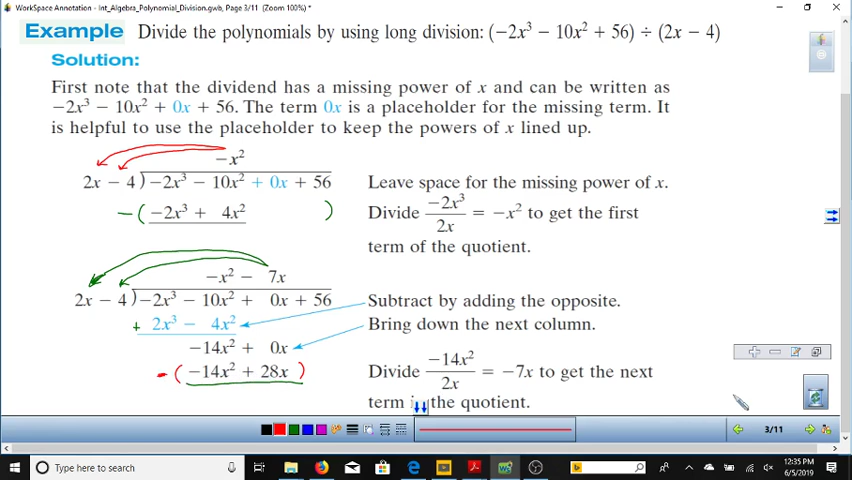 WorkSpace Annotation - Int_Algebra_Polynomial_Division.gwb, Page 3/11 (Zoom 100%) *
Example Divide the polynomials by using long division: (−2x³ − 10x² + 56) ÷ (2x − 4)
Solution:
First note that the dividend has a missing power of x and can be written as
−2x³ − 10x² + 0x + 56. The term 0x is a placeholder for the missing term. It
is helpful to use the placeholder to keep the powers of x lined up.
−x²
2x − 4)−2x³ − 10x² + 0x + 56 Leave space for the missing power of x.
−(−2x³ + 4x² ) Divide −2x³/2x = −x² to get the first
term of the quotient.
−x² − 7x
2x − 4)−2x³ − 10x² + 0x + 56 Subtract by adding the opposite.
+ 2x³ − 4x² Bring down the next column.
−14x² + 0x
−(−14x² + 28x) Divide −14x²/2x = −7x to get the next
term i the quotient.
3/11
Type here to search
12:35 PM
6/5/2019